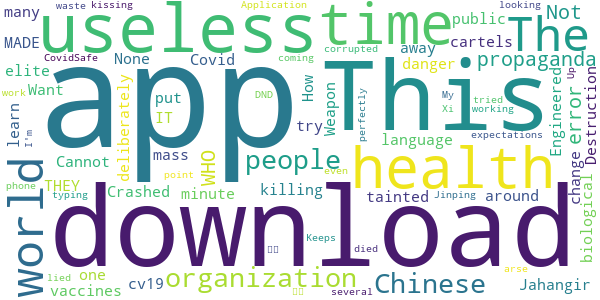 waste kissing Application looking
many useless time The public
MADE CovidSafe None Covid away corrupted coming Not cartels
elite propaganda
Want app This danger
work deliberately put IT How Weapon perfectly DND My Xi tried working Engineered error Up Destruction
learn I'm try mass language expectations
world Cannot WHO people health change
phone THEY Crashed minute killing even tainted around biological
typing point download Jinping
lied one organization Keeps died Chinese arse
vaccines cv19 several Jahangir